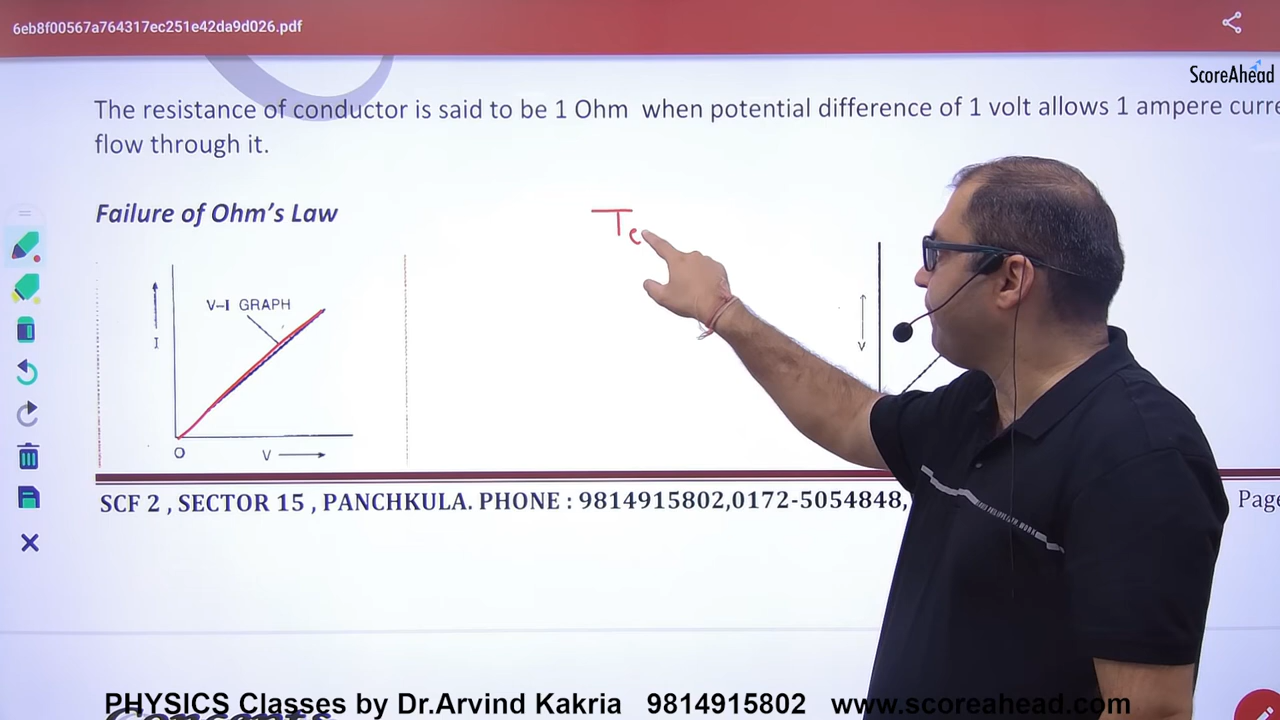 6eb8f00567a764317ec251e42da9d026.pdf
ScoreAhead
The resistance of conductor is said to be 1 Ohm when potential difference of 1 volt allows 1 ampere curre
flow through it.
Failure of Ohm's Law
Tc
V-I GRAPH
I
V
O
V
SCF 2 , SECTOR 15 , PANCHKULA. PHONE : 9814915802,0172-5054848,
Page
PHYSICS Classes by Dr.Arvind Kakria 9814915802 www.scoreahead.com
Concepts